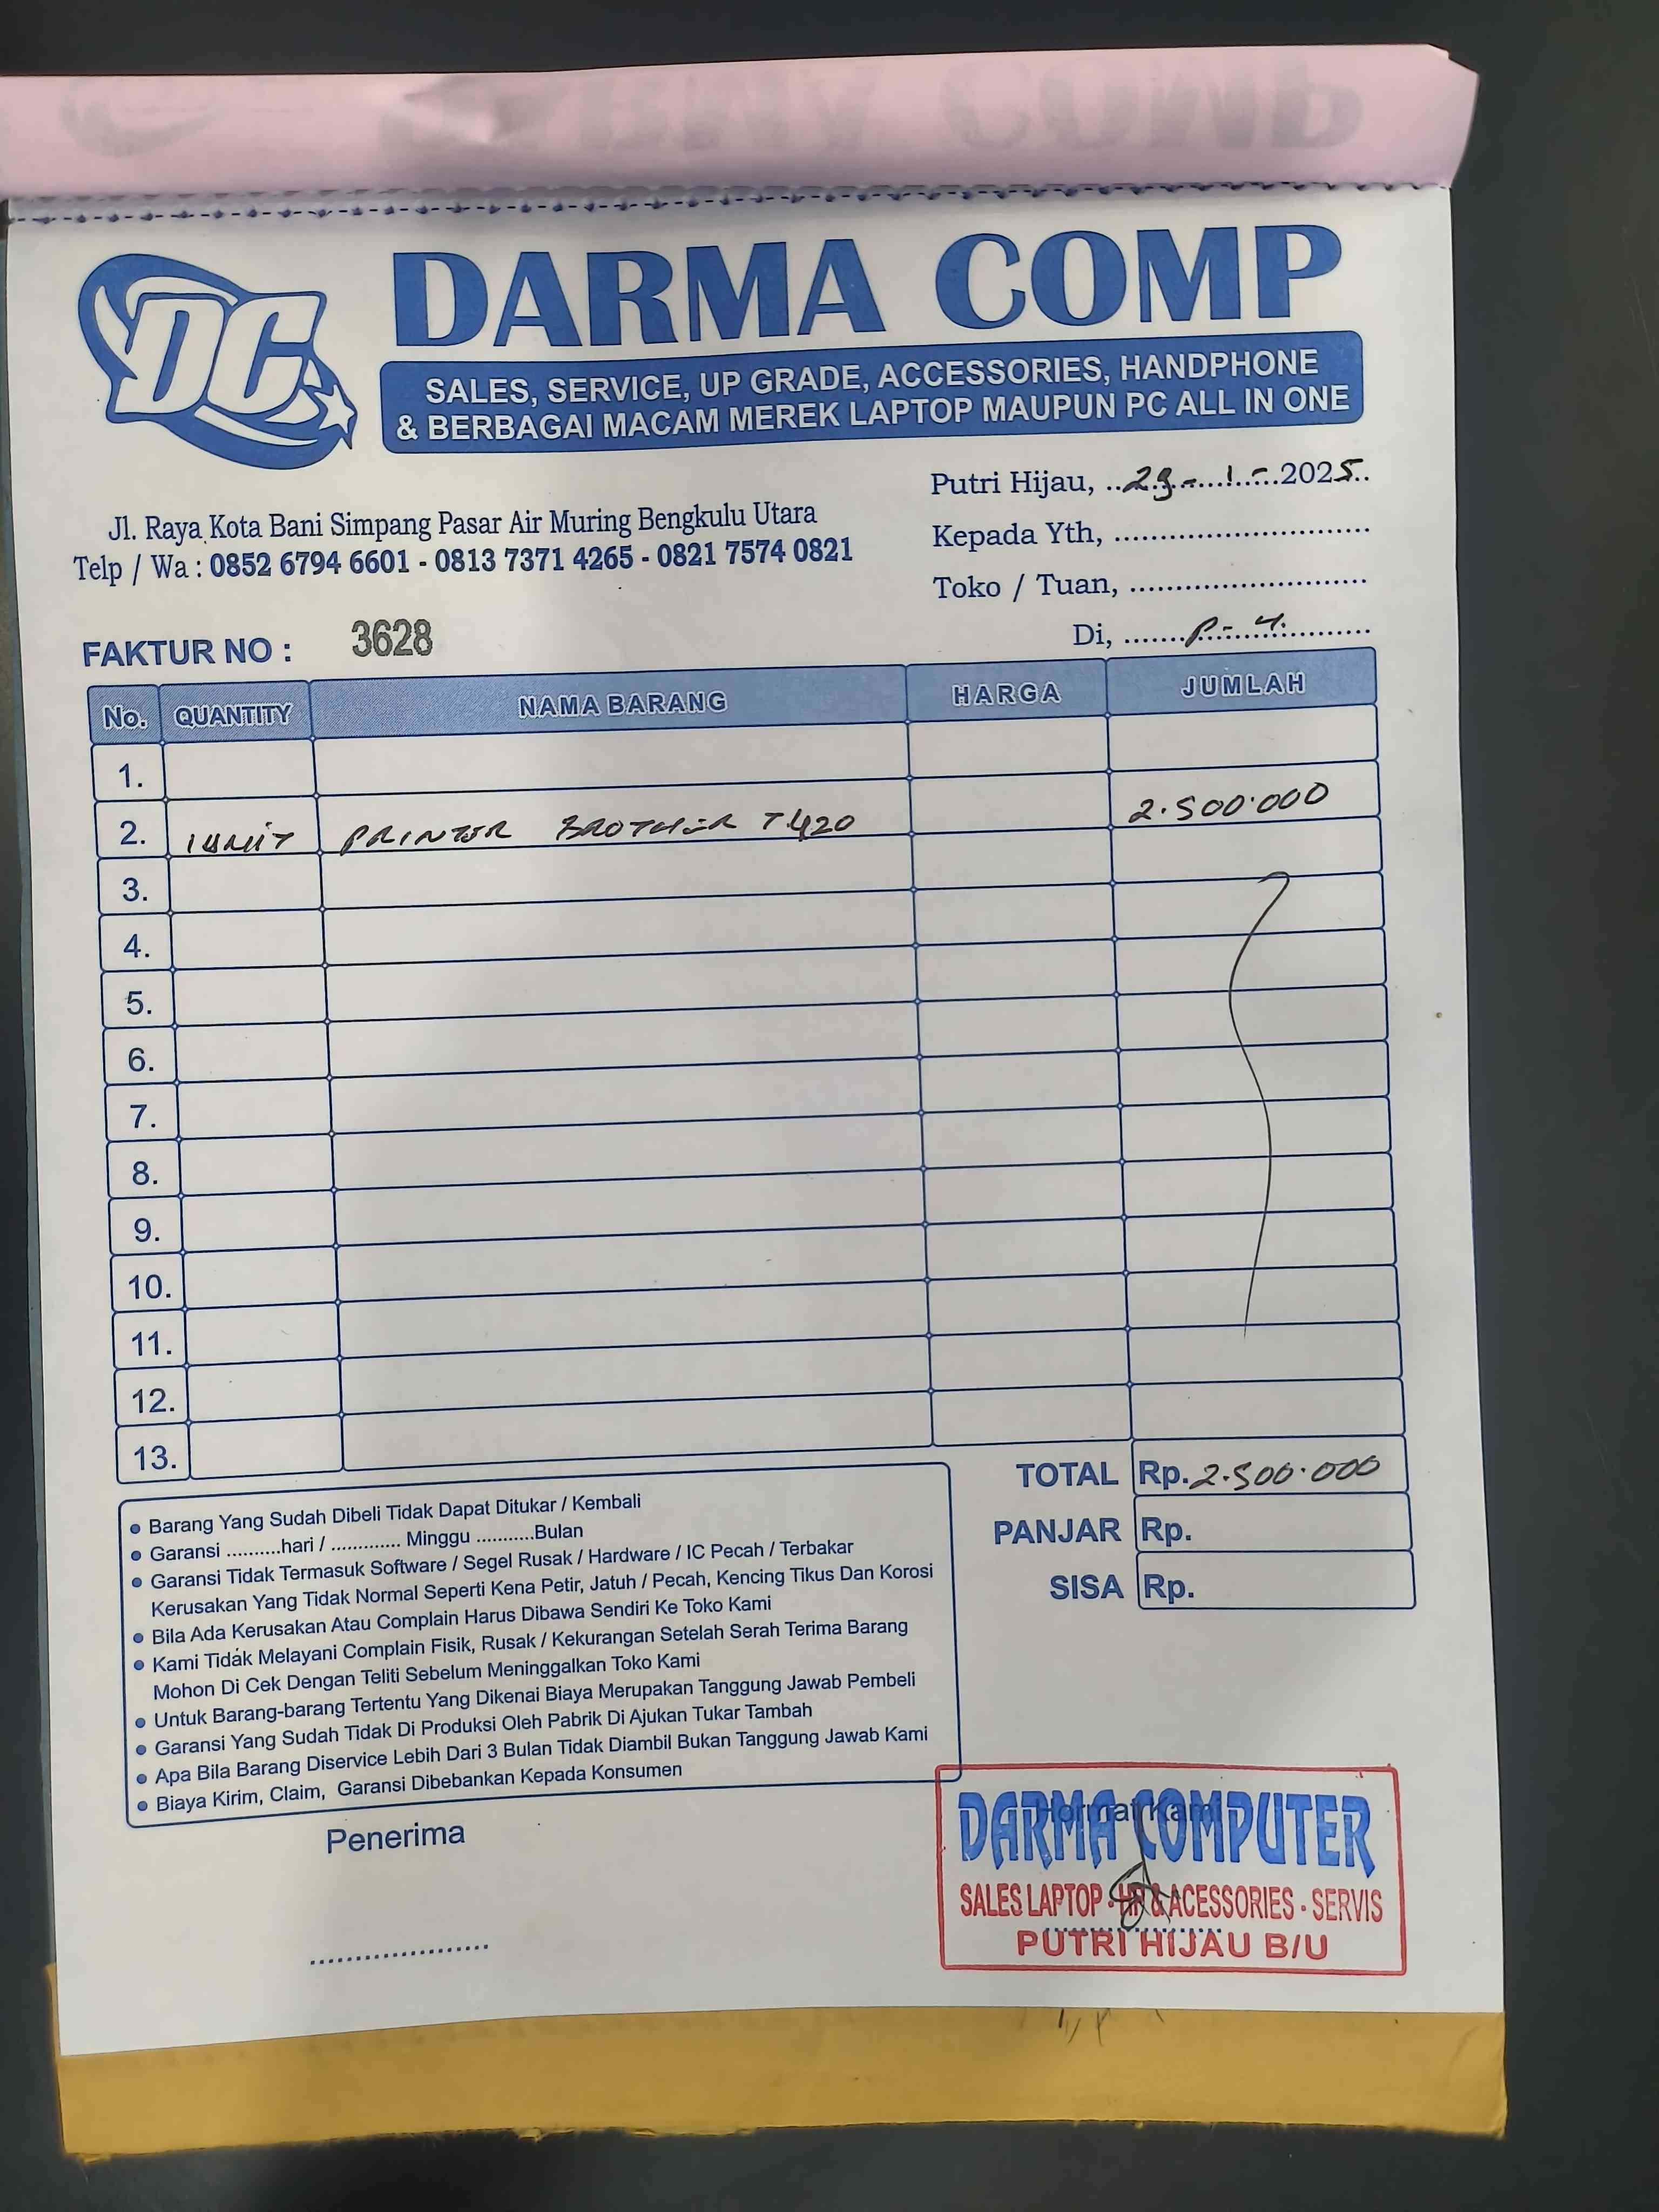 DARMA COMP
DC
SALES, SERVICE, UP GRADE, ACCESSORIES, HANDPHONE
& BERBAGAI MACAM MEREK LAPTOP MAUPUN PC ALL IN ONE
Jl. Raya Kota Bani Simpang Pasar Air Muring Bengkulu Utara
Telp / Wa : 0852 6794 6601 - 0813 7371 4265 - 0821 7574 0821
Putri Hijau, ..29-...1-..2025..
Kepada Yth, ..........................
Toko / Tuan, ........................
Di, .......P-4..........
FAKTUR NO : 3628
No. QUANTITY NAMA BARANG HARGA JUMLAH
1.
2. 1 UNIT PRINTER BROTHER T420 2.500.000
3.
4.
5.
6.
7.
8.
9.
10.
11.
12.
13.
TOTAL Rp. 2.500.000
PANJAR Rp.
SISA Rp.
• Barang Yang Sudah Dibeli Tidak Dapat Ditukar / Kembali
• Garansi ..........hari / ............. Minggu ...........Bulan
• Garansi Tidak Termasuk Software / Segel Rusak / Hardware / IC Pecah / Terbakar
Kerusakan Yang Tidak Normal Seperti Kena Petir, Jatuh / Pecah, Kencing Tikus Dan Korosi
• Bila Ada Kerusakan Atau Complain Harus Dibawa Sendiri Ke Toko Kami
• Kami Tidak Melayani Complain Fisik, Rusak / Kekurangan Setelah Serah Terima Barang
Mohon Di Cek Dengan Teliti Sebelum Meninggalkan Toko Kami
• Untuk Barang-barang Tertentu Yang Dikenai Biaya Merupakan Tanggung Jawab Pembeli
• Garansi Yang Sudah Tidak Di Produksi Oleh Pabrik Di Ajukan Tukar Tambah
• Apa Bila Barang Diservice Lebih Dari 3 Bulan Tidak Diambil Bukan Tanggung Jawab Kami
• Biaya Kirim, Claim, Garansi Dibebankan Kepada Konsumen
Penerima
Hormat Kami
DARMA COMPUTER
SALES LAPTOP - HP & ACESSORIES - SERVIS
PUTRI HIJAU B/U